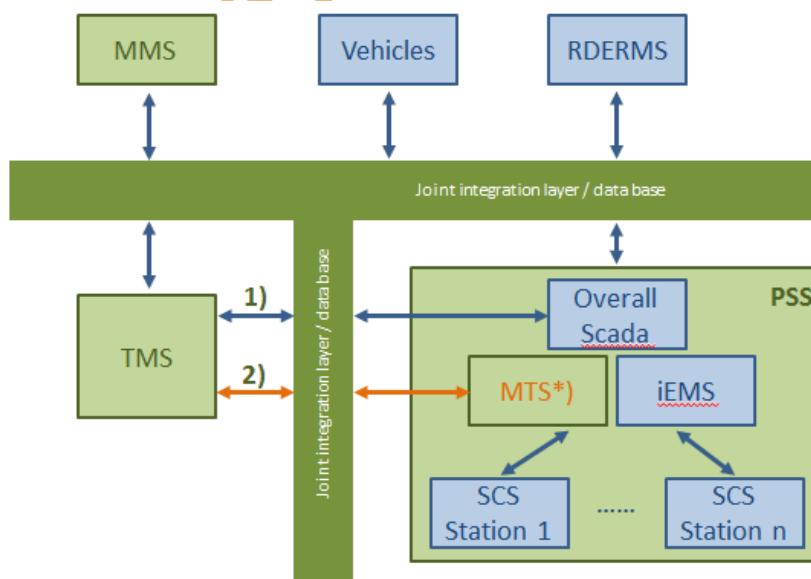 MMS
Vehicles
RDERMS
Joint integration layer / data base
Joint integration layer / data base
1)
2)
TMS
PSS
Overall
Scada
MTS*)
iEMS
SCS
Station 1
......
SCS
Station n